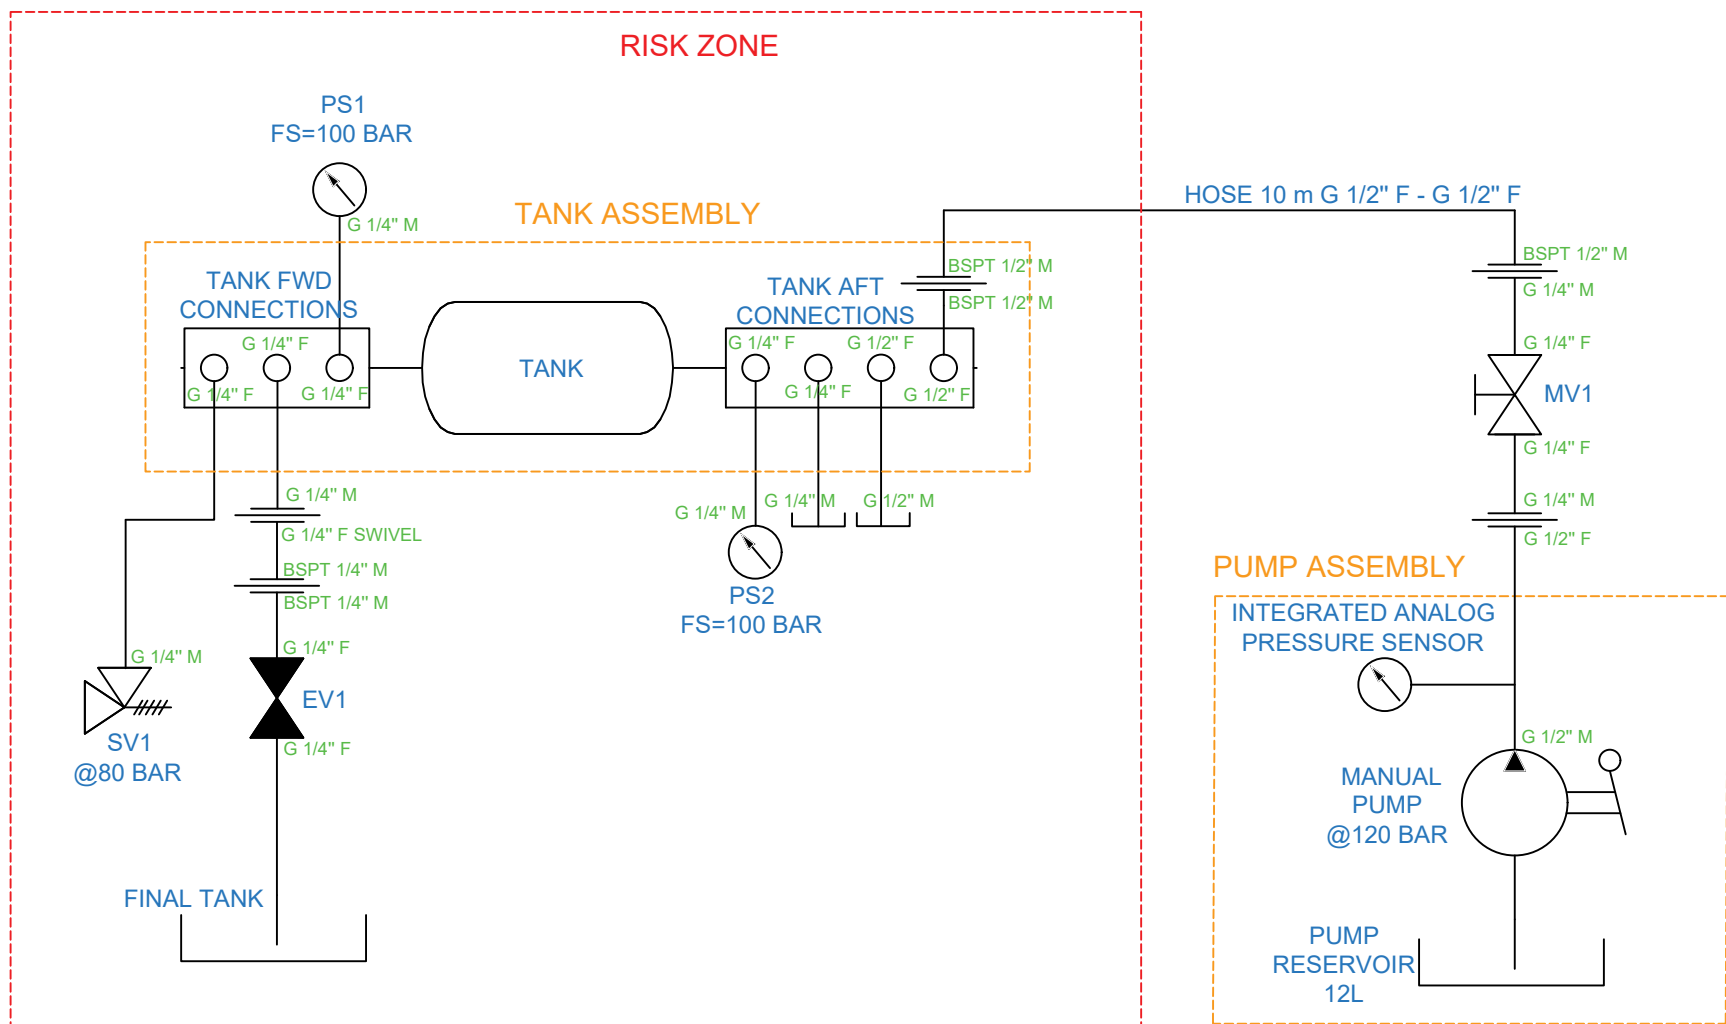 RISK ZONE
PS1
FS=100 BAR
G 1/4" M
TANK ASSEMBLY
HOSE 10 m G 1/2" F - G 1/2" F
TANK FWD
CONNECTIONS
G 1/4" F
G 1/4" F
G 1/4" F
TANK
TANK AFT
CONNECTIONS
BSPT 1/2" M
BSPT 1/2" M
G 1/4" F
G 1/2" F
G 1/4" F
G 1/2" F
BSPT 1/2" M
G 1/4" M
G 1/4" F
MV1
G 1/4" F
G 1/4" M
G 1/2" F
G 1/4" M
G 1/4" F SWIVEL
BSPT 1/4" M
BSPT 1/4" M
G 1/4" F
EV1
G 1/4" F
G 1/4" M
SV1
@80 BAR
G 1/4" M
G 1/4" M
G 1/2" M
PS2
FS=100 BAR
PUMP ASSEMBLY
INTEGRATED ANALOG
PRESSURE SENSOR
G 1/2" M
MANUAL
PUMP
@120 BAR
FINAL TANK
PUMP
RESERVOIR
12L